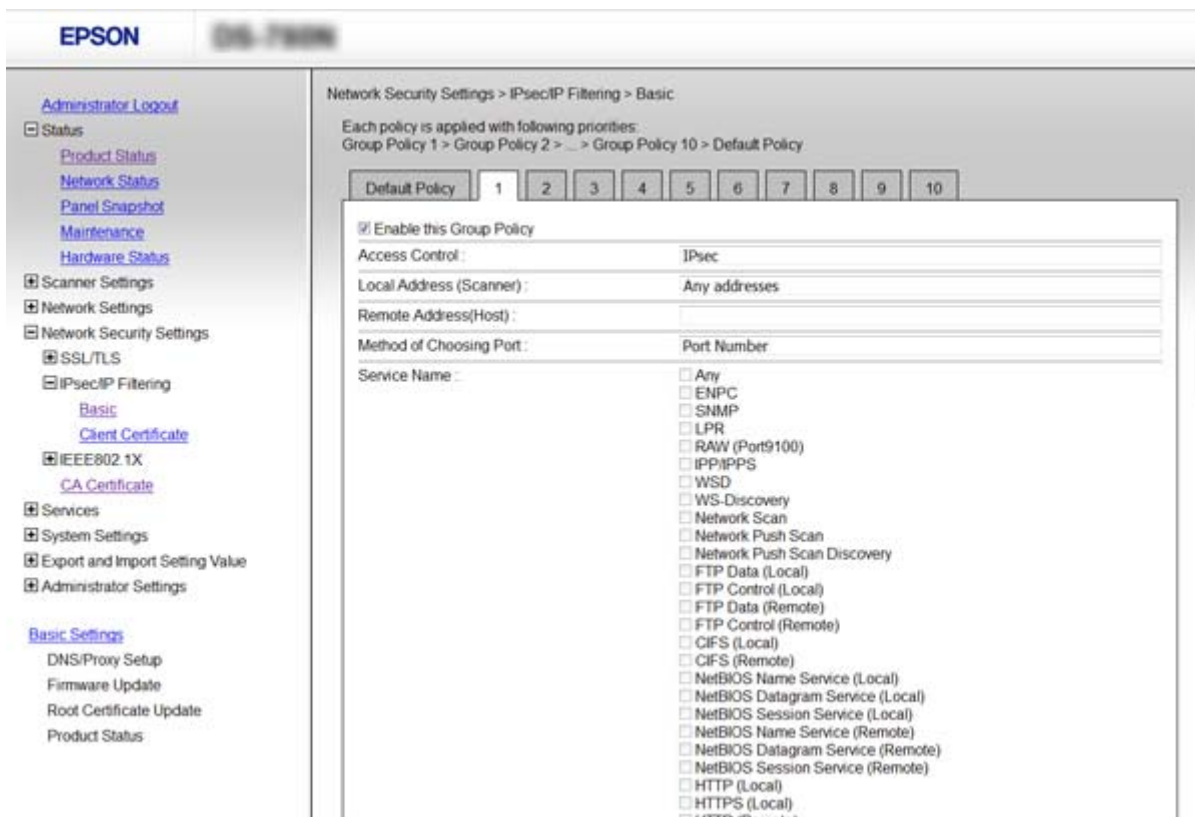 EPSON
Administrator Logout
Status
Product Status
Network Status
Panel Snapshot
Maintenance
Hardware Status
Scanner Settings
Network Settings
Network Security Settings
SSL/TLS
IPsec/IP Filtering
Basic
Client Certificate
IEEE802.1X
CA Certificate
Services
System Settings
Export and Import Setting Value
Administrator Settings
Basic Settings
DNS/Proxy Setup
Firmware Update
Root Certificate Update
Product Status
Network Security Settings > IPsec/IP Filtering > Basic
Each policy is applied with following priorities:
Group Policy 1 > Group Policy 2 > ... > Group Policy 10 > Default Policy
Default Policy 1 2 3 4 5 6 7 8 9 10
Enable this Group Policy
Access Control : IPsec
Local Address (Scanner) : Any addresses
Remote Address(Host) :
Method of Choosing Port : Port Number
Service Name : Any
ENPC
SNMP
LPR
RAW (Port9100)
IPP/IPPS
WSD
WS-Discovery
Network Scan
Network Push Scan
Network Push Scan Discovery
FTP Data (Local)
FTP Control (Local)
FTP Data (Remote)
FTP Control (Remote)
CIFS (Local)
CIFS (Remote)
NetBIOS Name Service (Local)
NetBIOS Datagram Service (Local)
NetBIOS Session Service (Local)
NetBIOS Name Service (Remote)
NetBIOS Datagram Service (Remote)
NetBIOS Session Service (Remote)
HTTP (Local)
HTTPS (Local)